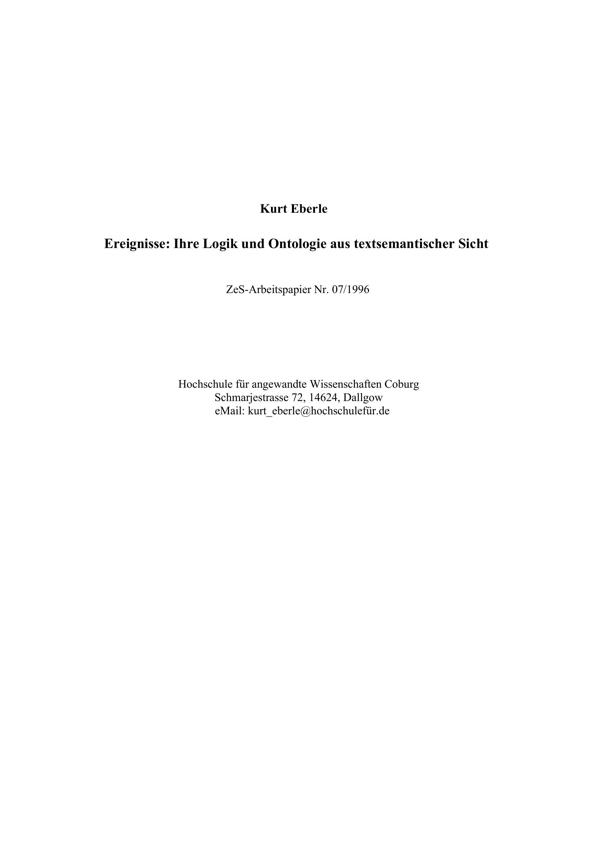 Kurt Eberle
Ereignisse: Ihre Logik und Ontologie aus textsemantischer Sicht
ZeS-Arbeitspapier Nr. 07/1996
Hochschule für angewandte Wissenschaften Coburg
Schmarjestrasse 72, 14624, Dallgow
eMail: kurt_eberle@hochschulefür.de